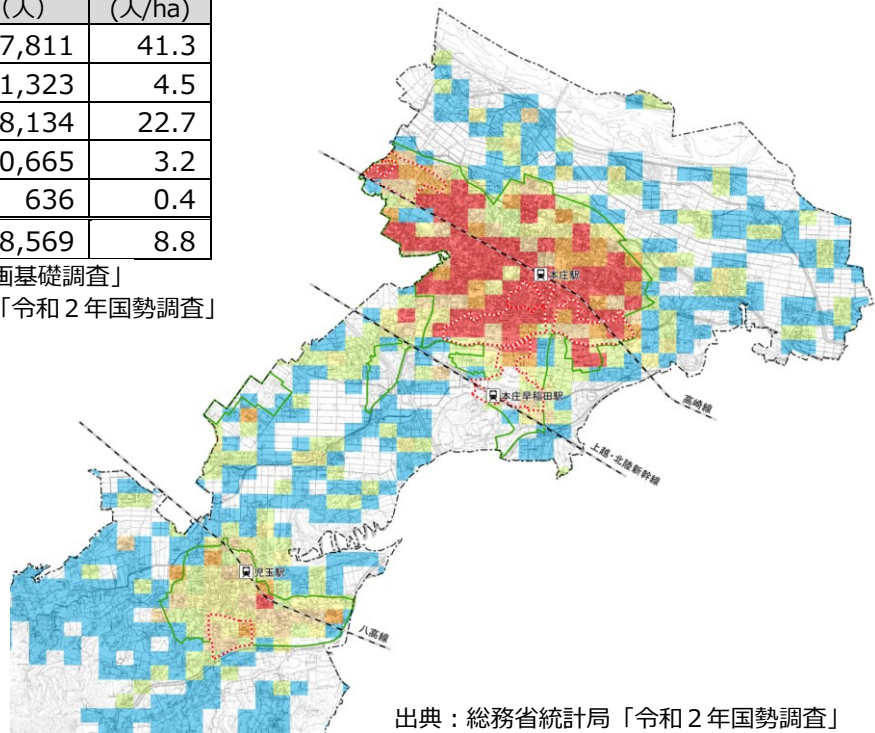 （人） (人/ha)
7,811 41.3
1,323 4.5
8,134 22.7
0,665 3.2
636 0.4
8,569 8.8
画基礎調査」
「令和２年国勢調査」
本庄駅
本庄早稲田駅
高崎線
上越・北陸新幹線
児玉駅
八高線
出典：総務省統計局「令和２年国勢調査」